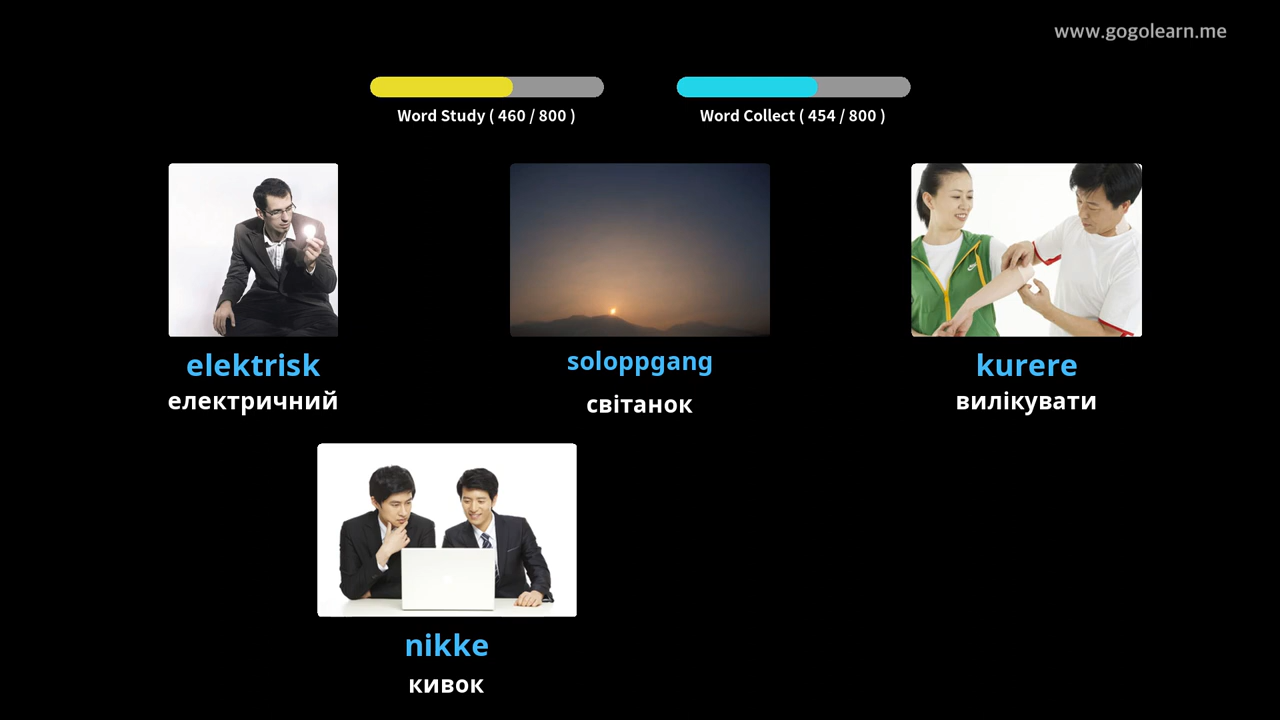 www.gogolearn.me
Word Study ( 460 / 800 )
Word Collect ( 454 / 800 )
elektrisk
електричний
soloppgang
світанок
kurere
вилікувати
nikke
кивок